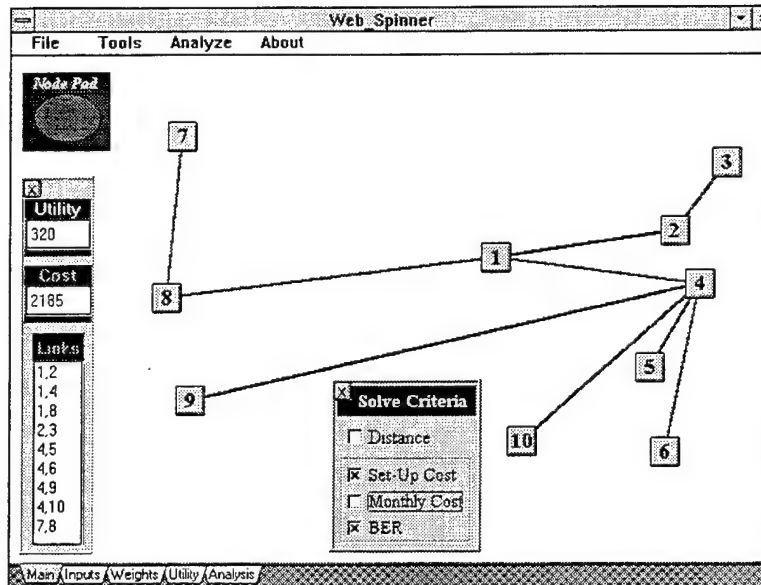 Web_Spinner
File Tools Analyze About
Node Pad
7
3
2
1
4
8
5
9
10
6
X
Utility
320
Cost
2185
Links
1,2
1,4
1,8
2,3
4,5
4,6
4,9
4,10
7,8
X
Solve Criteria
Distance
Set-Up Cost
Monthly Cost
BER
Main Inputs Weights Utility Analysis